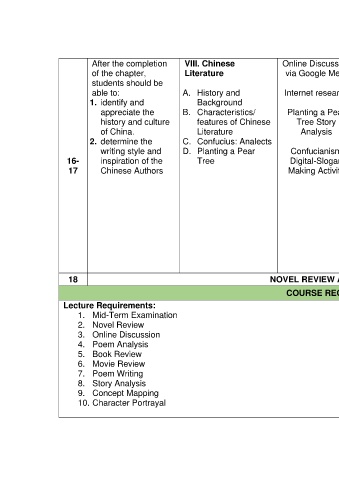 After the completion
of the chapter,
students should be
able to:
1. identify and
appreciate the
history and culture
of China.
2. determine the
writing style and
inspiration of the
Chinese Authors
16-
17
VIII. Chinese
Literature
A. History and
Background
B. Characteristics/
features of Chinese
Literature
C. Confucius: Analects
D. Planting a Pear
Tree
Online Discuss
via Google Me
Internet resear
Planting a Pea
Tree Story
Analysis
Confucianism
Digital-Slogan
Making Activit
18
NOVEL REVIEW A
COURSE REQ
Lecture Requirements:
1. Mid-Term Examination
2. Novel Review
3. Online Discussion
4. Poem Analysis
5. Book Review
6. Movie Review
7. Poem Writing
8. Story Analysis
9. Concept Mapping
10. Character Portrayal